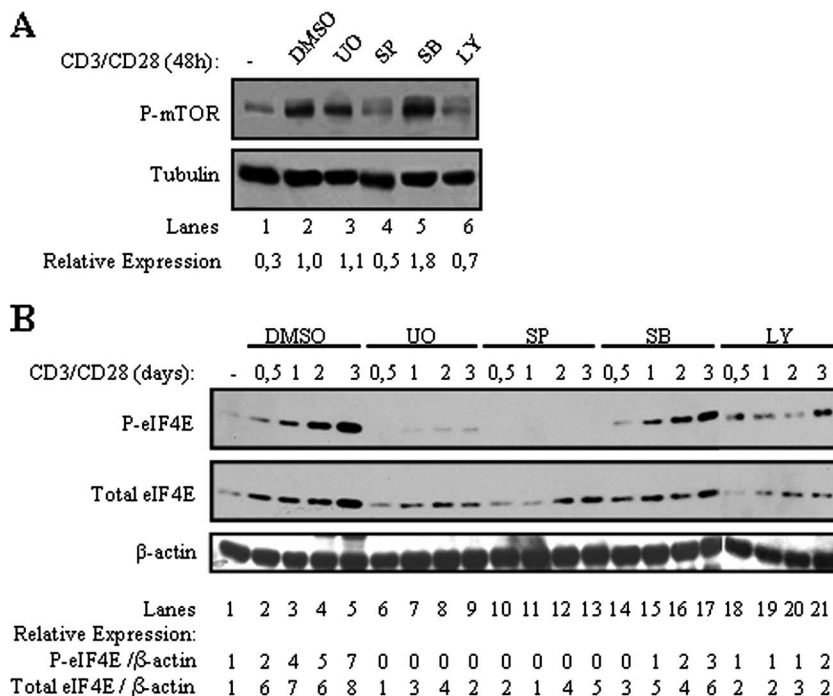 A
CD3/CD28 (48h): - DMSO UO SP SB LY
P-mTOR
Tubulin
Lanes 1 2 3 4 5 6
Relative Expression 0,3 1,0 1,1 0,5 1,8 0,7
B
DMSO UO SP SB LY
CD3/CD28 (days): - 0,5 1 2 3 0,5 1 2 3 0,5 1 2 3 0,5 1 2 3 0,5 1 2 3
P-eIF4E
Total eIF4E
β-actin
Lanes 1 2 3 4 5 6 7 8 9 10 11 12 13 14 15 16 17 18 19 20 21
Relative Expression:
P-eIF4E /β-actin 1 2 4 5 7 0 0 0 0 0 0 0 0 0 1 2 3 1 1 1 2
Total eIF4E / β-actin 1 6 7 6 8 1 3 4 2 2 1 4 5 3 5 4 6 1 2 3 2